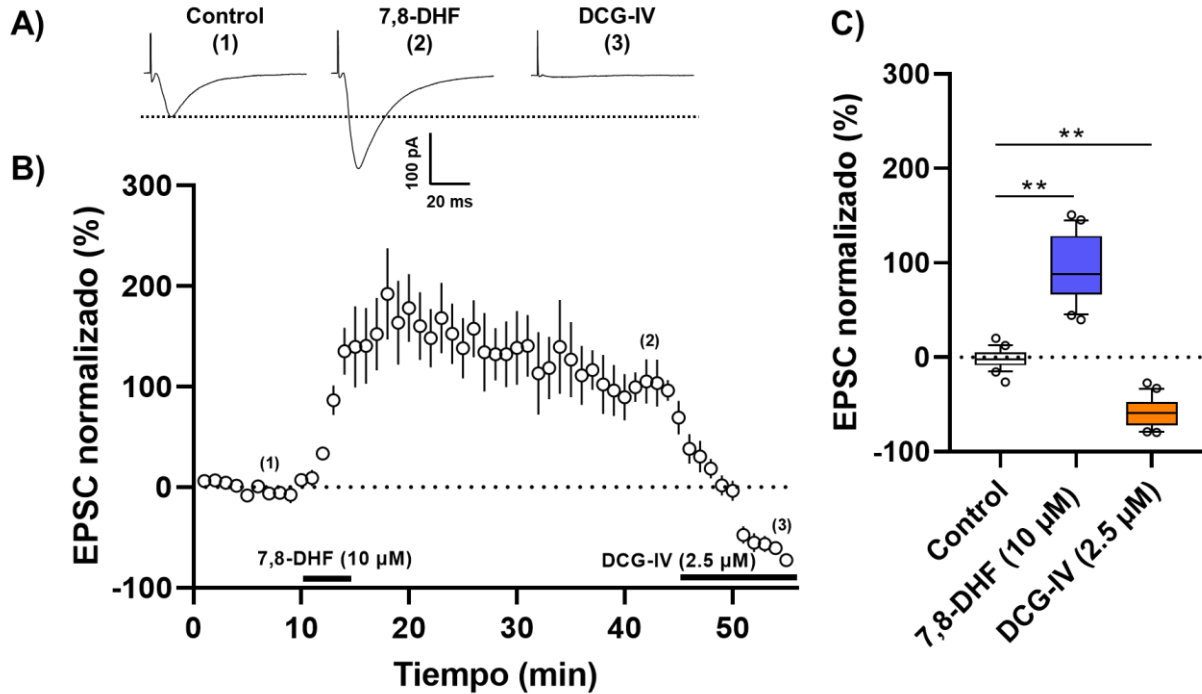 A)
Control
(1)
7,8-DHF
(2)
DCG-IV
(3)
100 pA
20 ms
B)
EPSC normalizado (%)
300
200
100
0
-100
(1)
(2)
(3)
7,8-DHF (10 μM)
DCG-IV (2.5 μM)
0
10
20
30
40
50
Tiempo (min)
C)
EPSC normalizado (%)
300
200
100
0
-100
**
**
Control
7,8-DHF (10 μM)
DCG-IV (2.5 μM)